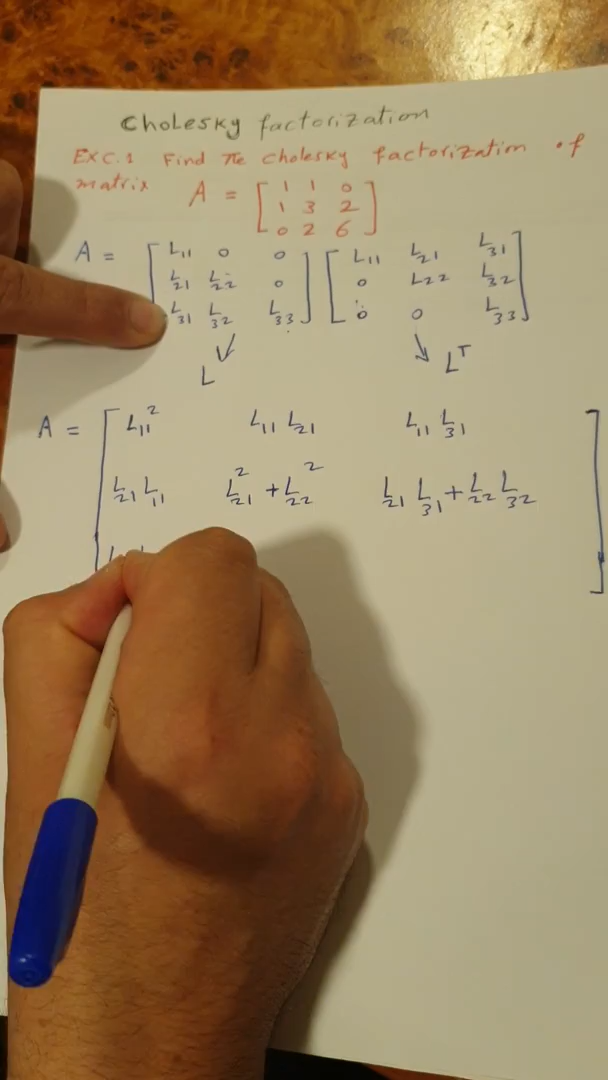 Cholesky factorization
EXC.1 Find the cholesky factorization of
matrix A = [ 1 1 0
1 3 2
0 2 6 ]
A = [ L11 0 0
L21 L22 0
L31 L32 L33 ] [ L11 L21 L31
0 L22 L32
0 0 L33 ]
L L^T
A = [ L11^2 L11 L21 L11 L31
L21 L11 L21^2 + L22^2 L21 L31 + L22 L32 ]